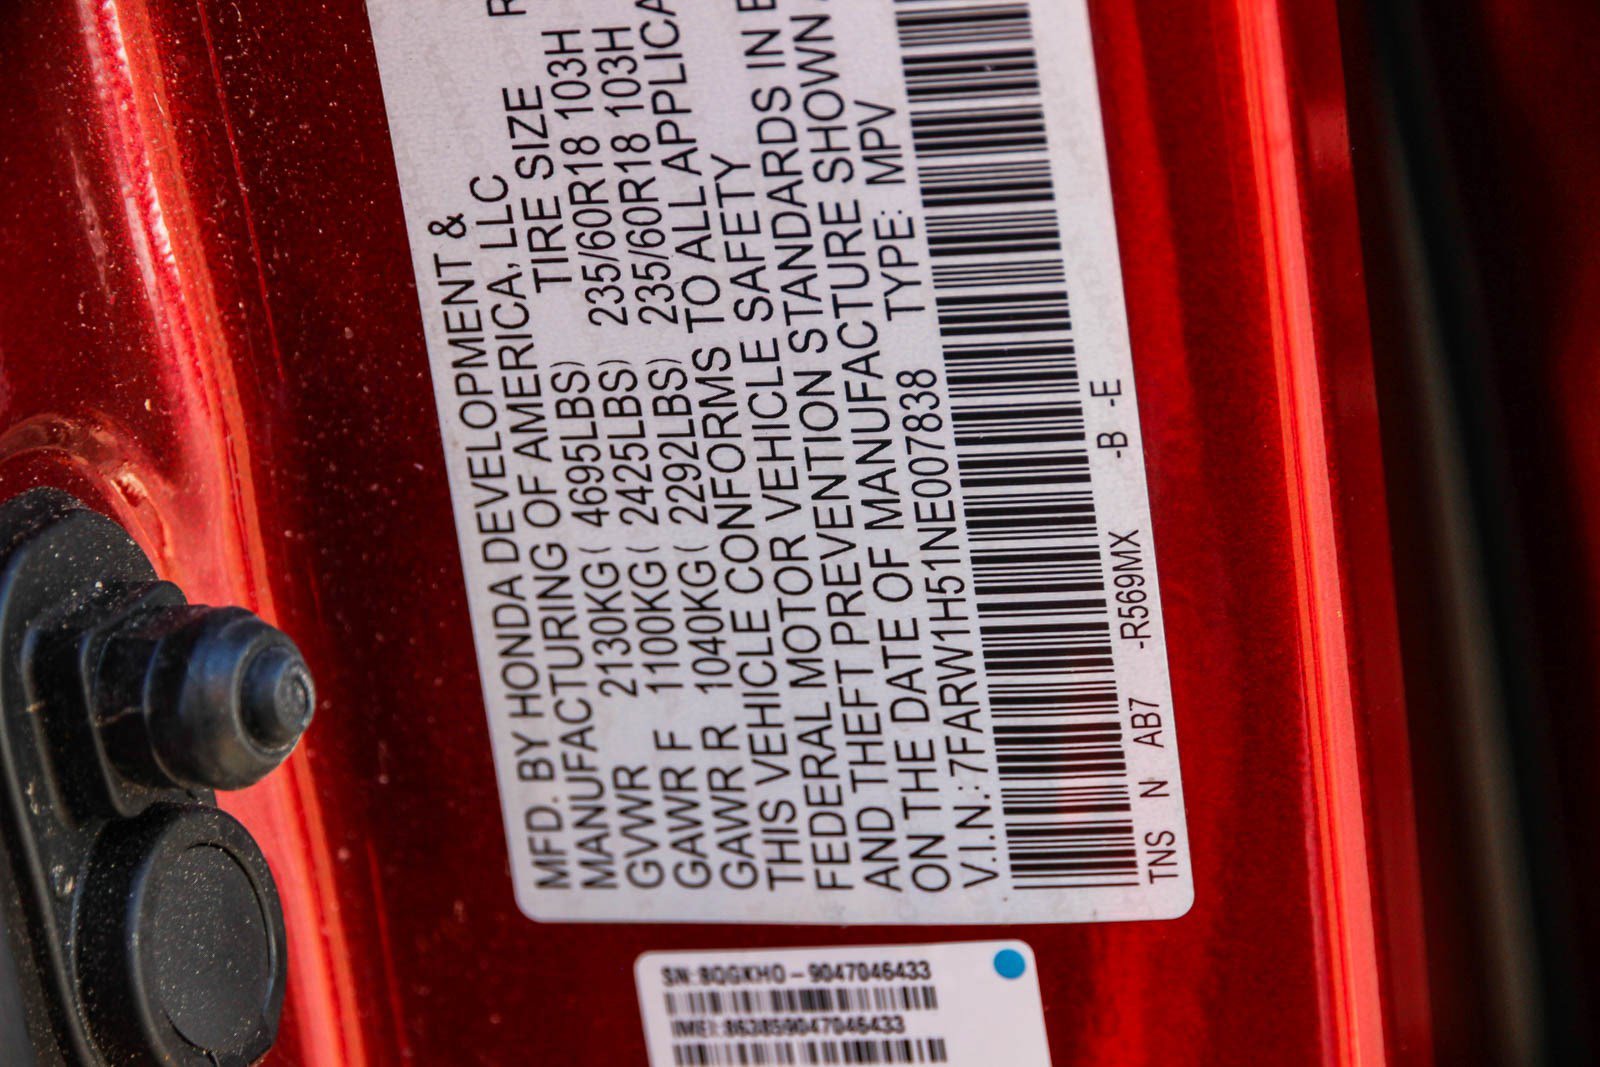 MFD. BY HONDA DEVELOPMENT &
MANUFACTURING OF AMERICA, LLC
GVWR 2130KG( 4695LBS) TIRE SIZE R
GAWR F 1100KG( 2425LBS) 235/60R18 103H
GAWR R 1040KG( 2292LBS) 235/60R18 103H
THIS VEHICLE CONFORMS TO ALL APPLICA
FEDERAL MOTOR VEHICLE SAFETY
AND THEFT PREVENTION STANDARDS IN E
ON THE DATE OF MANUFACTURE SHOWN
V.I.N.:7FARW1H51NE007838 TYPE: MPV
TNS N AB7 -R569MX -B -E
SN:8QGKHO-9047046433
IMEI:863859047046433